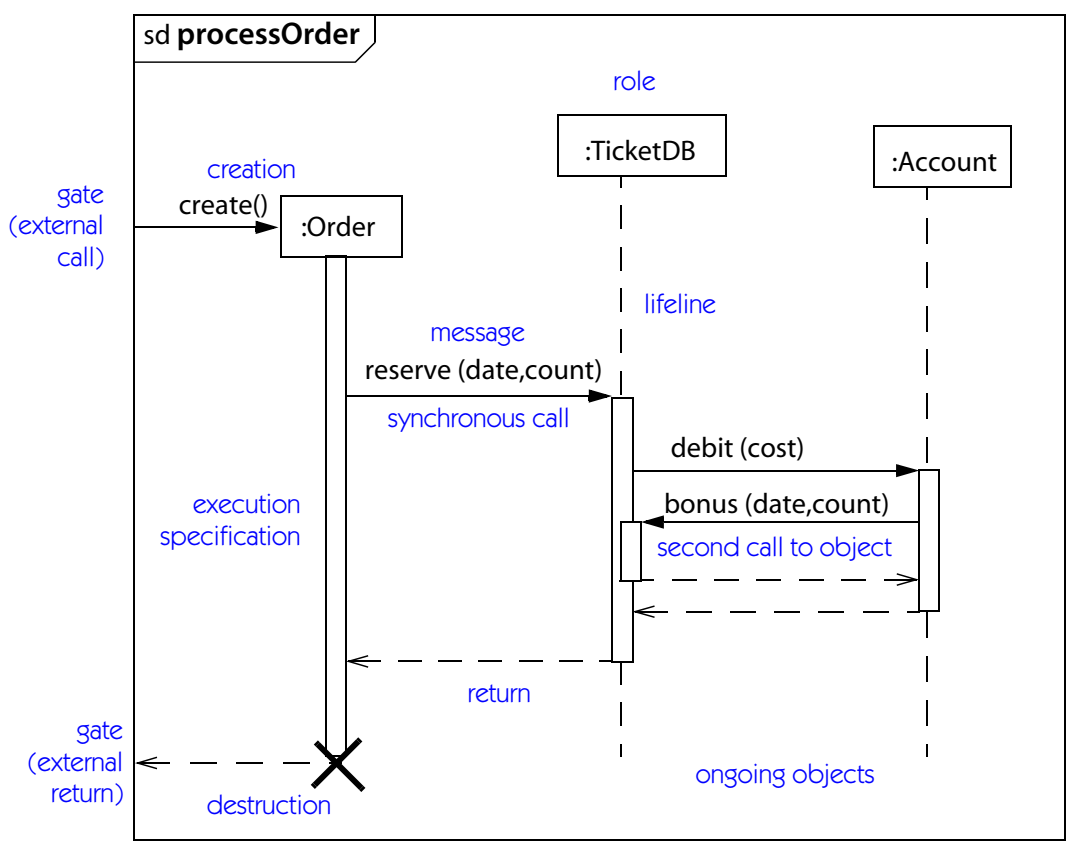 sd processOrder
role
:TicketDB
:Account
creation
gate
(external
call)
create()
:Order
lifeline
message
reserve (date,count)
synchronous call
debit (cost)
execution
specification
bonus (date,count)
second call to object
return
gate
(external
return)
ongoing objects
destruction